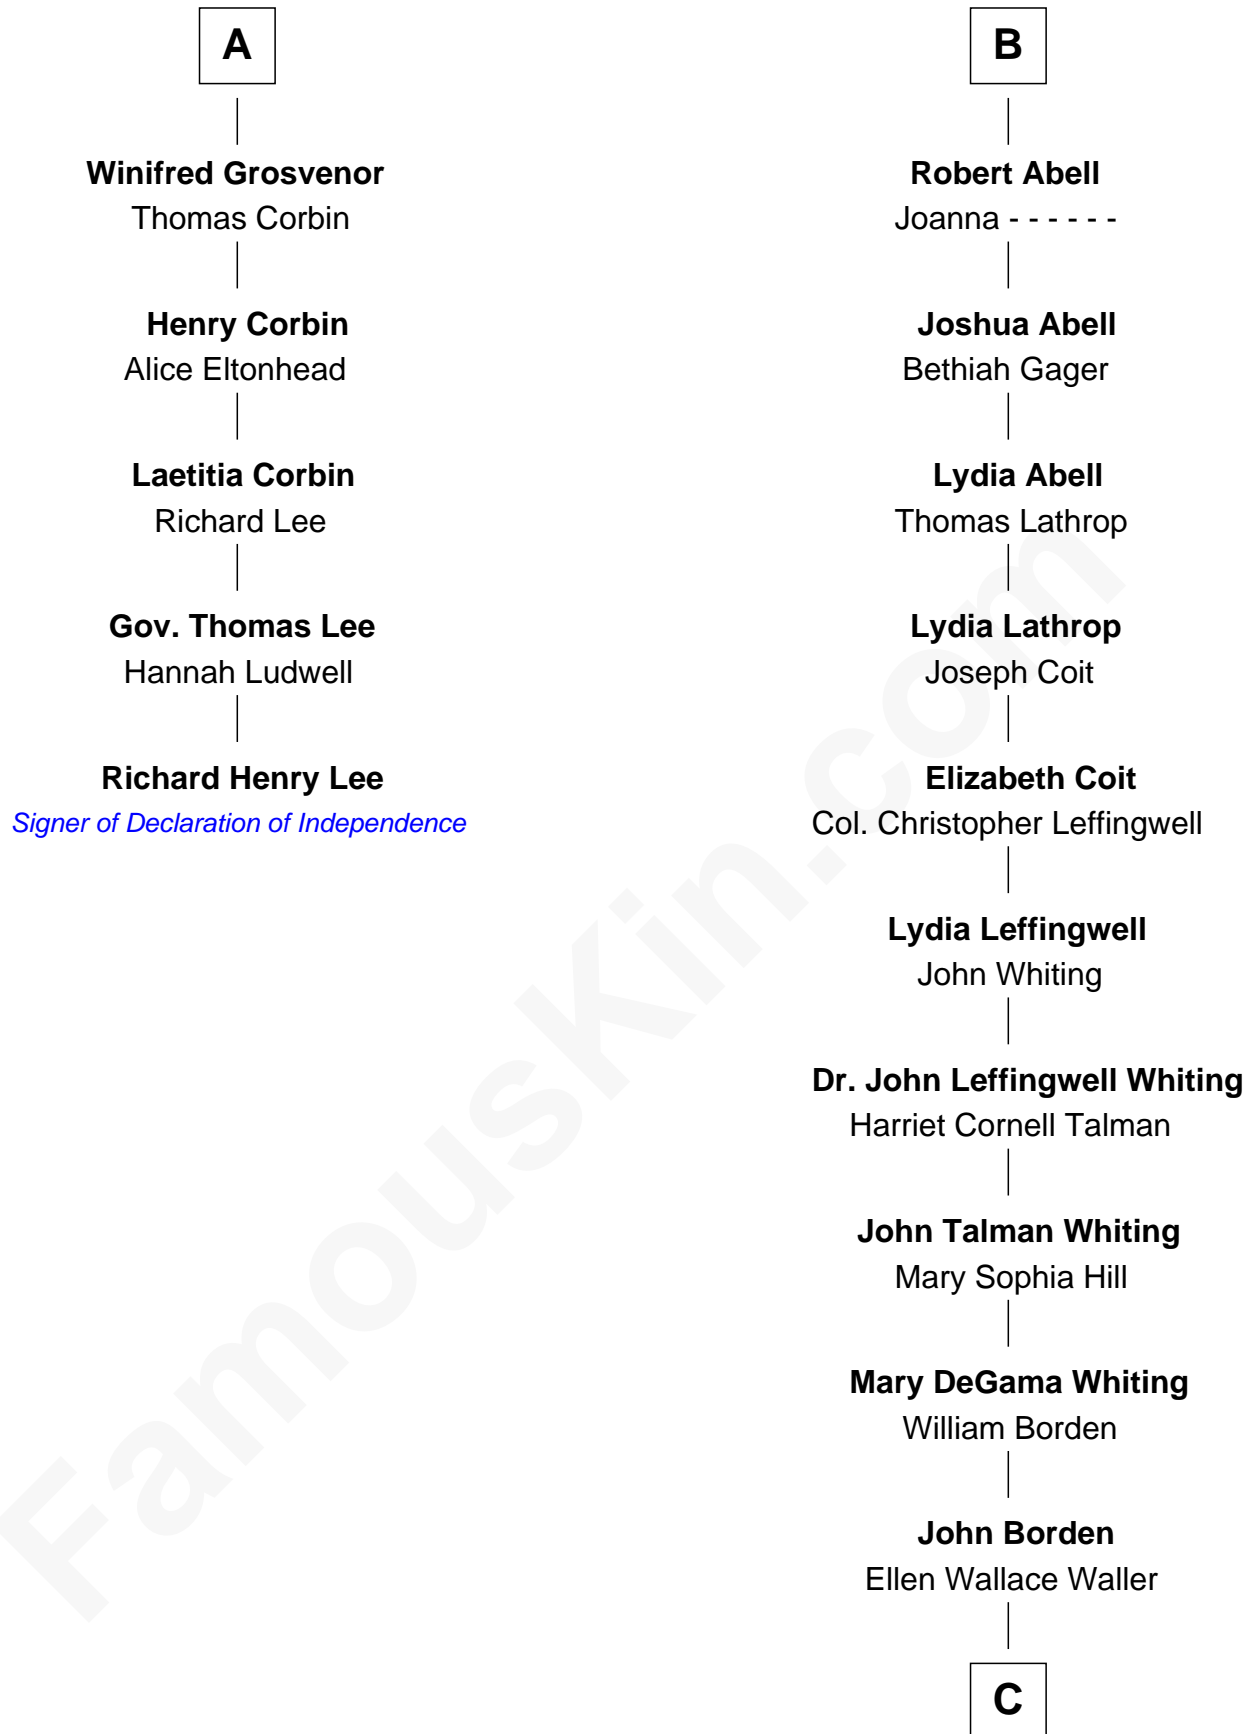 A
Winifred Grosvenor
Thomas Corbin
Henry Corbin
Alice Eltonhead
Laetitia Corbin
Richard Lee
Gov. Thomas Lee
Hannah Ludwell
Richard Henry Lee
Signer of Declaration of Independence
B
Robert Abell
Joanna - - - - - -
Joshua Abell
Bethiah Gager
Lydia Abell
Thomas Lathrop
Lydia Lathrop
Joseph Coit
Elizabeth Coit
Col. Christopher Leffingwell
Lydia Leffingwell
John Whiting
Dr. John Leffingwell Whiting
Harriet Cornell Talman
John Talman Whiting
Mary Sophia Hill
Mary DeGama Whiting
William Borden
John Borden
Ellen Wallace Waller
C
FamousKin.com